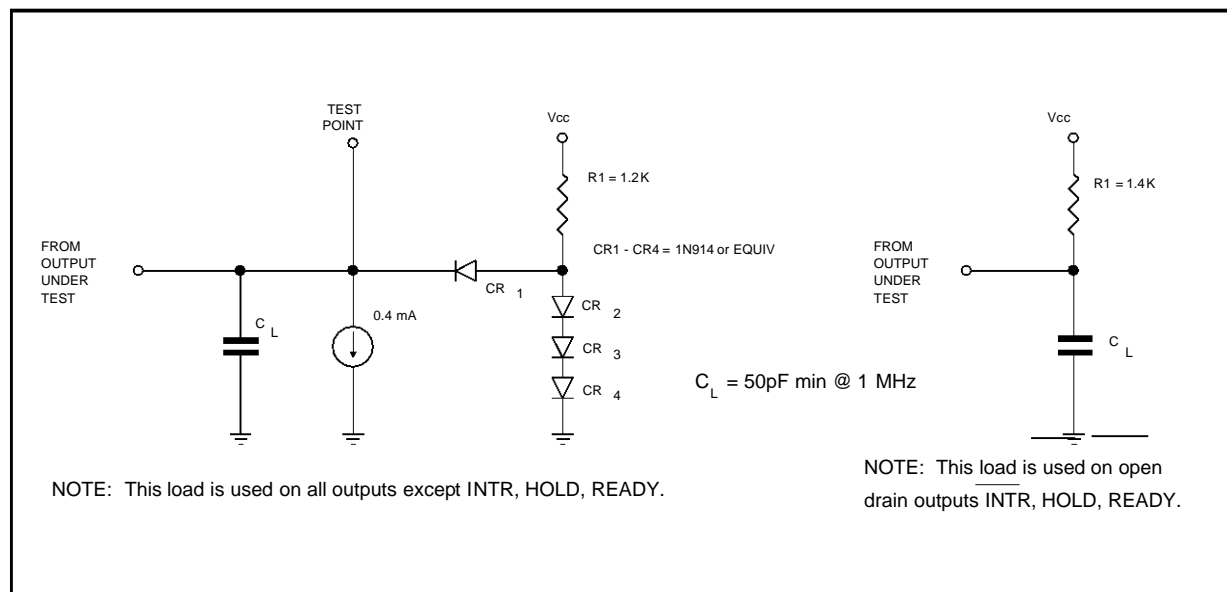 TEST
POINT
Vcc
R1 = 1.2K
CR1 - CR4 = 1N914 or EQUIV
FROM
OUTPUT
UNDER
TEST
C L
0.4 mA
CR 1
CR 2
CR 3
CR 4
C L = 50pF min @ 1 MHz
NOTE: This load is used on all outputs except INTR, HOLD, READY.
Vcc
R1 = 1.4K
FROM
OUTPUT
UNDER
TEST
C L
NOTE: This load is used on open
drain outputs INTR, HOLD, READY.